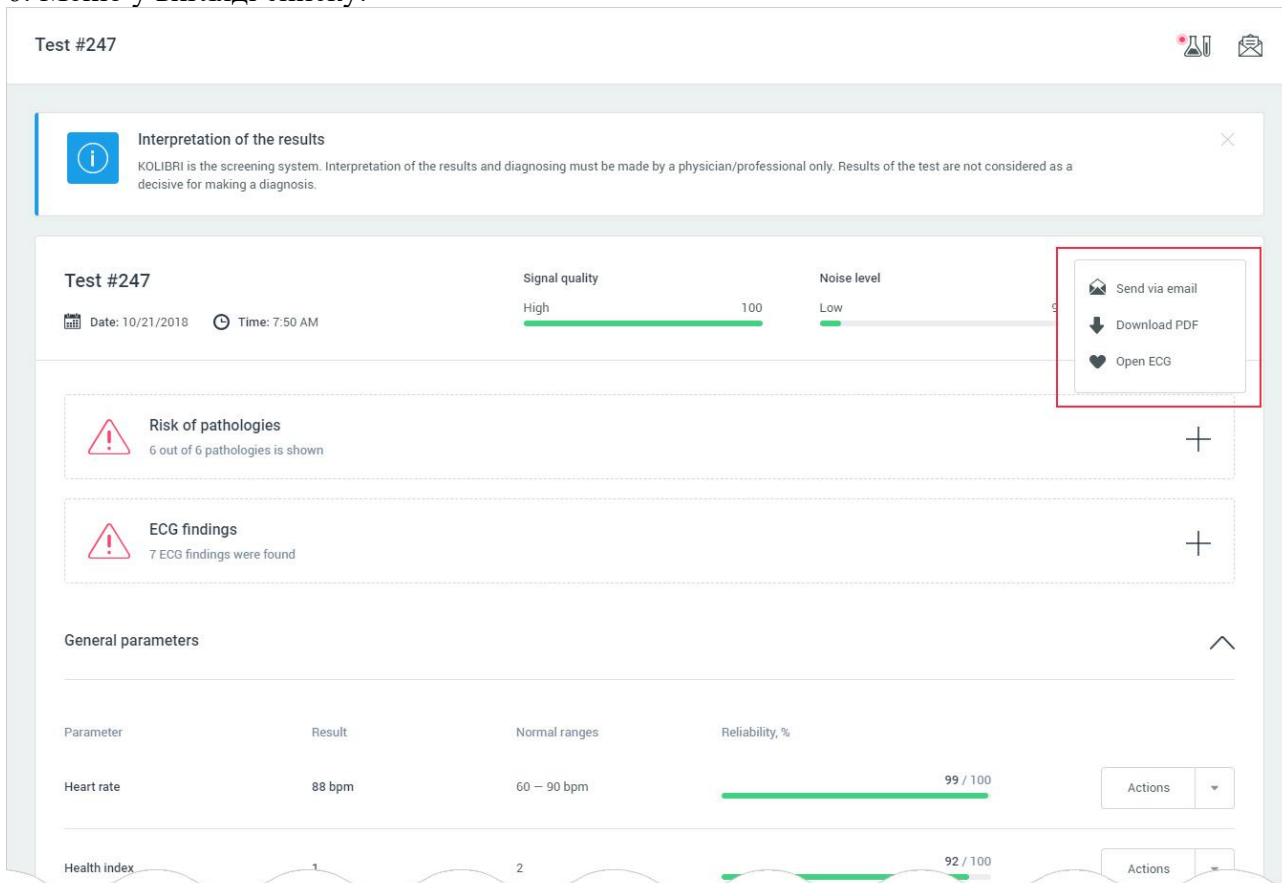 Test #247
Interpretation of the results
KOLIBRI is the screening system. Interpretation of the results and diagnosing must be made by a physician/professional only. Results of the test are not considered as a
decisive for making a diagnosis.
Test #247
Signal quality
Noise level
Send via email
High 100
Low 9
Date: 10/21/2018 Time: 7:50 AM
Download PDF
Open ECG
Risk of pathologies
6 out of 6 pathologies is shown
ECG findings
7 ECG findings were found
General parameters
Parameter Result Normal ranges Reliability, %
Heart rate 88 bpm 60 — 90 bpm 99 / 100 Actions
Health index 1 2 92 / 100 Actions